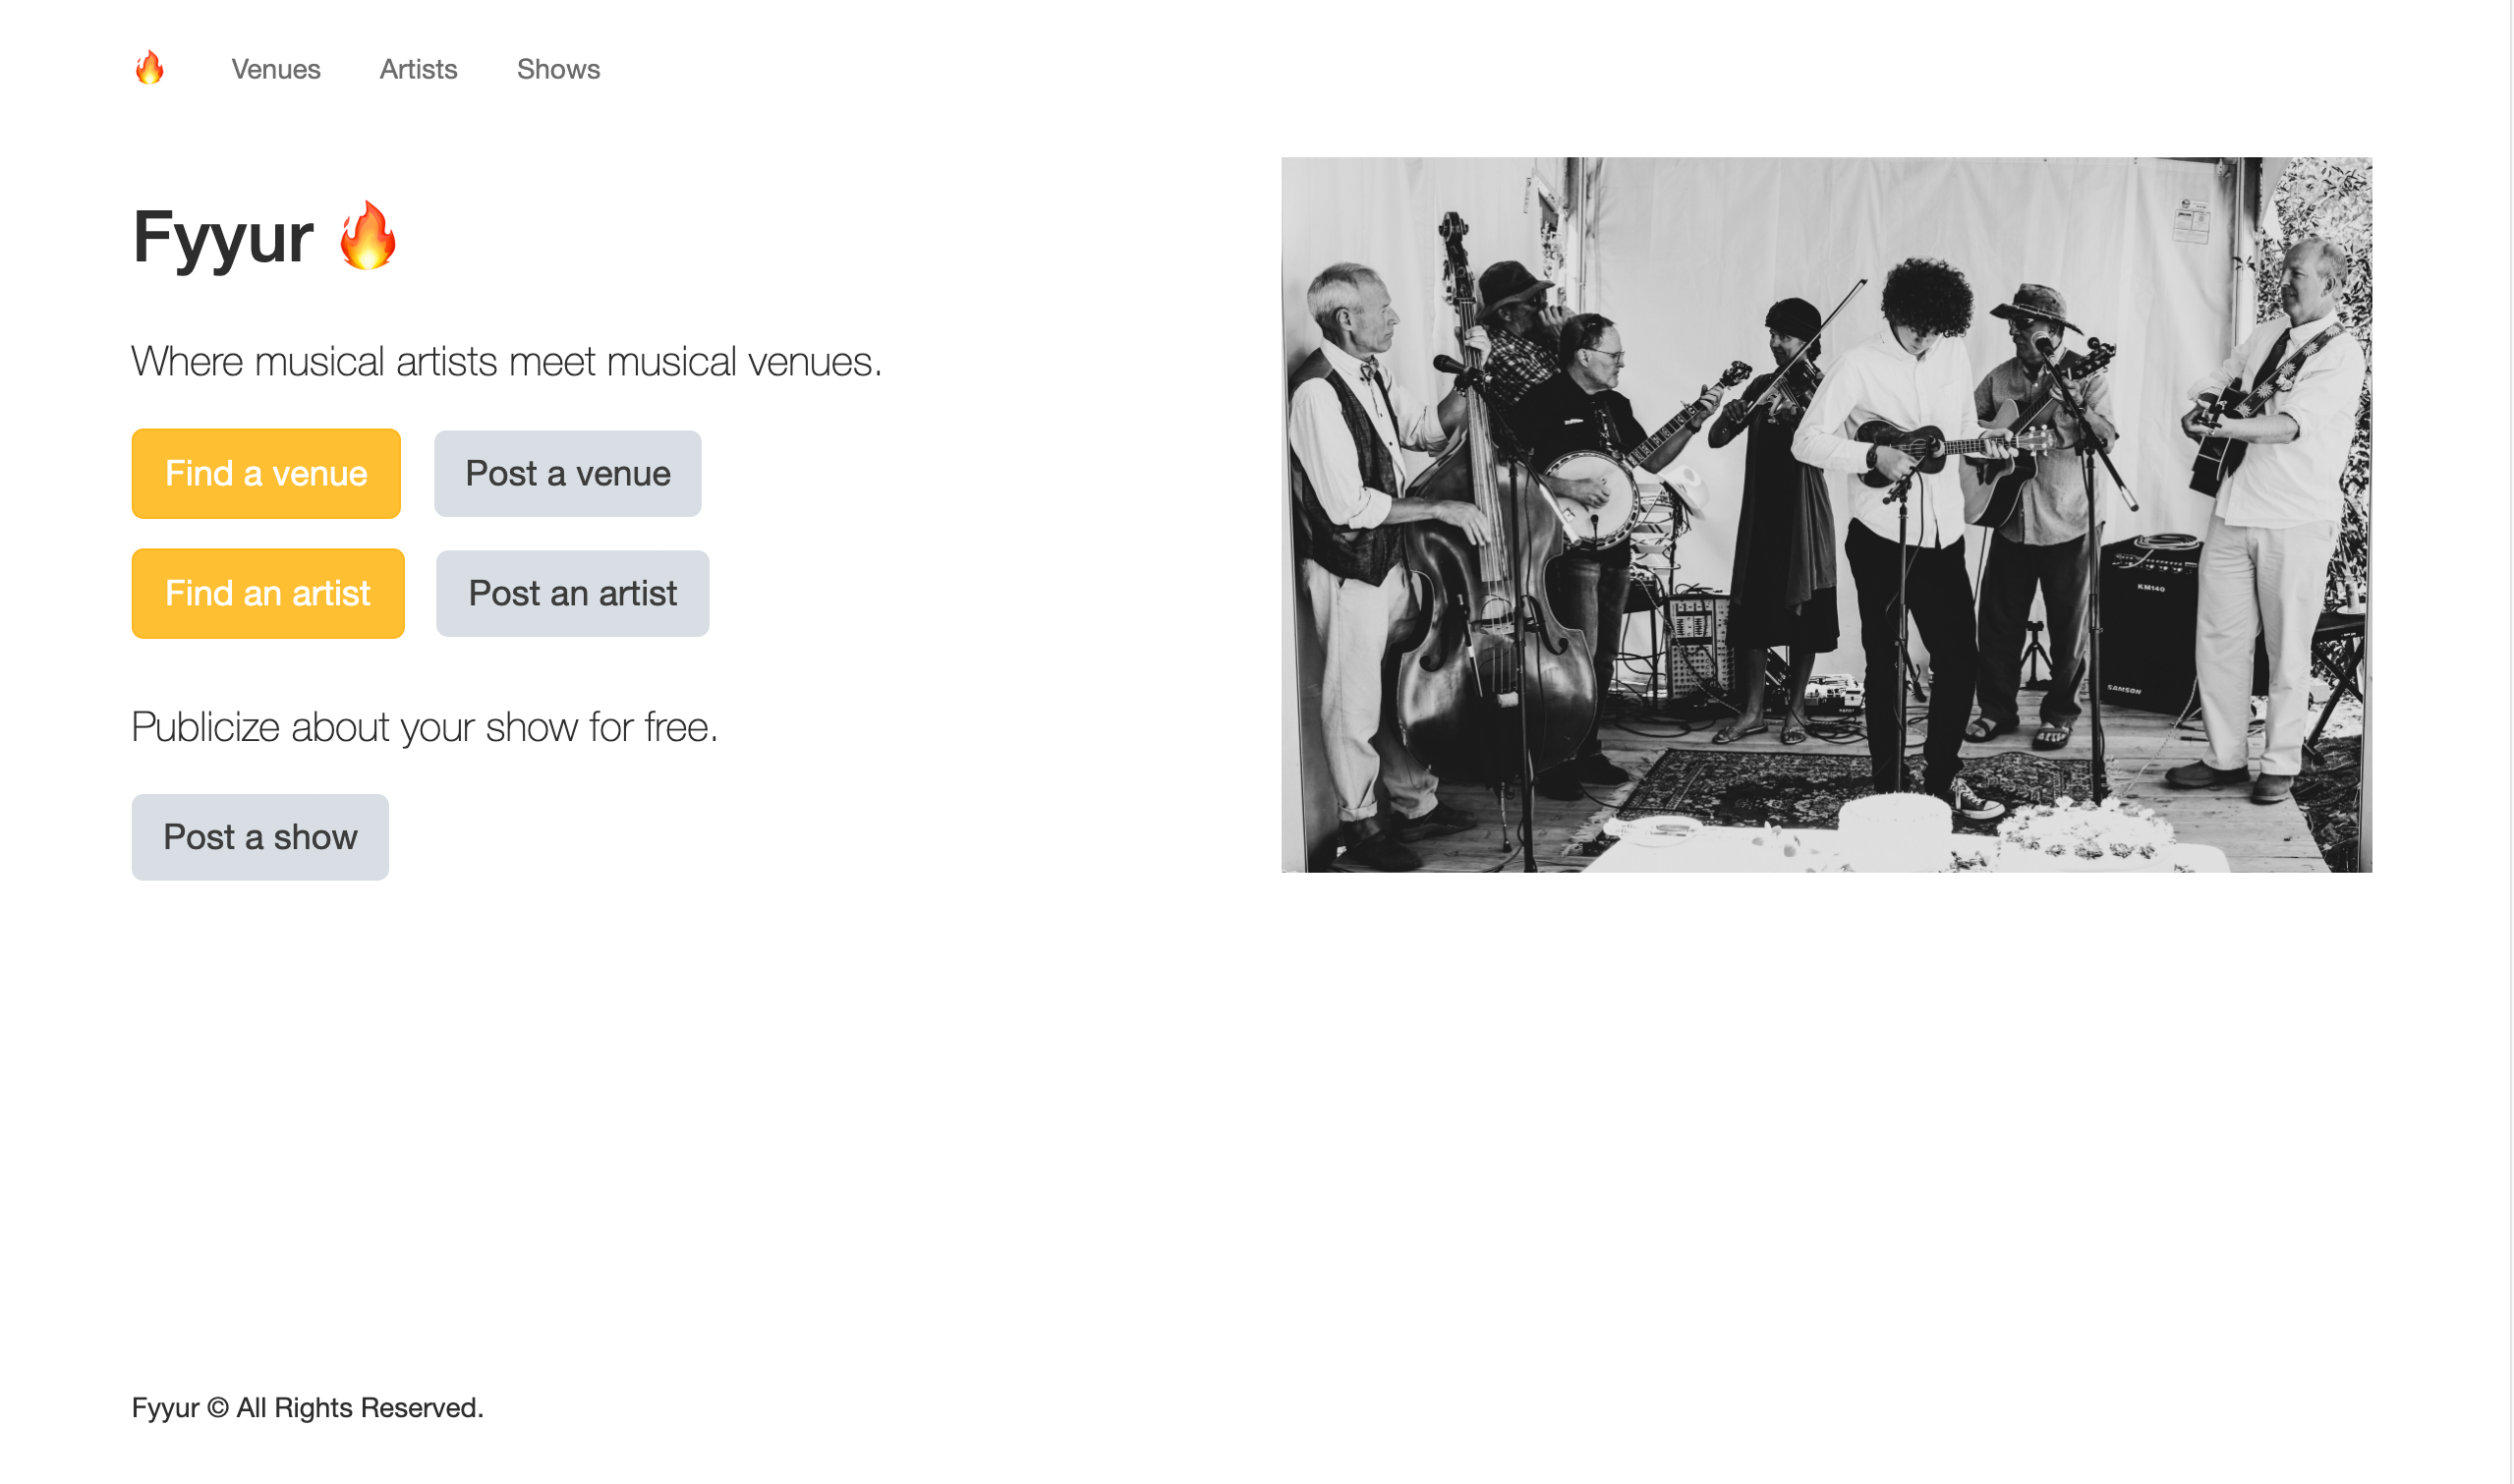 🔥 Venues Artists Shows
Fyyur 🔥
Where musical artists meet musical venues.
Find a venue Post a venue
Find an artist Post an artist
Publicize about your show for free.
Post a show
KM140
SAMSON
Fyyur © All Rights Reserved.